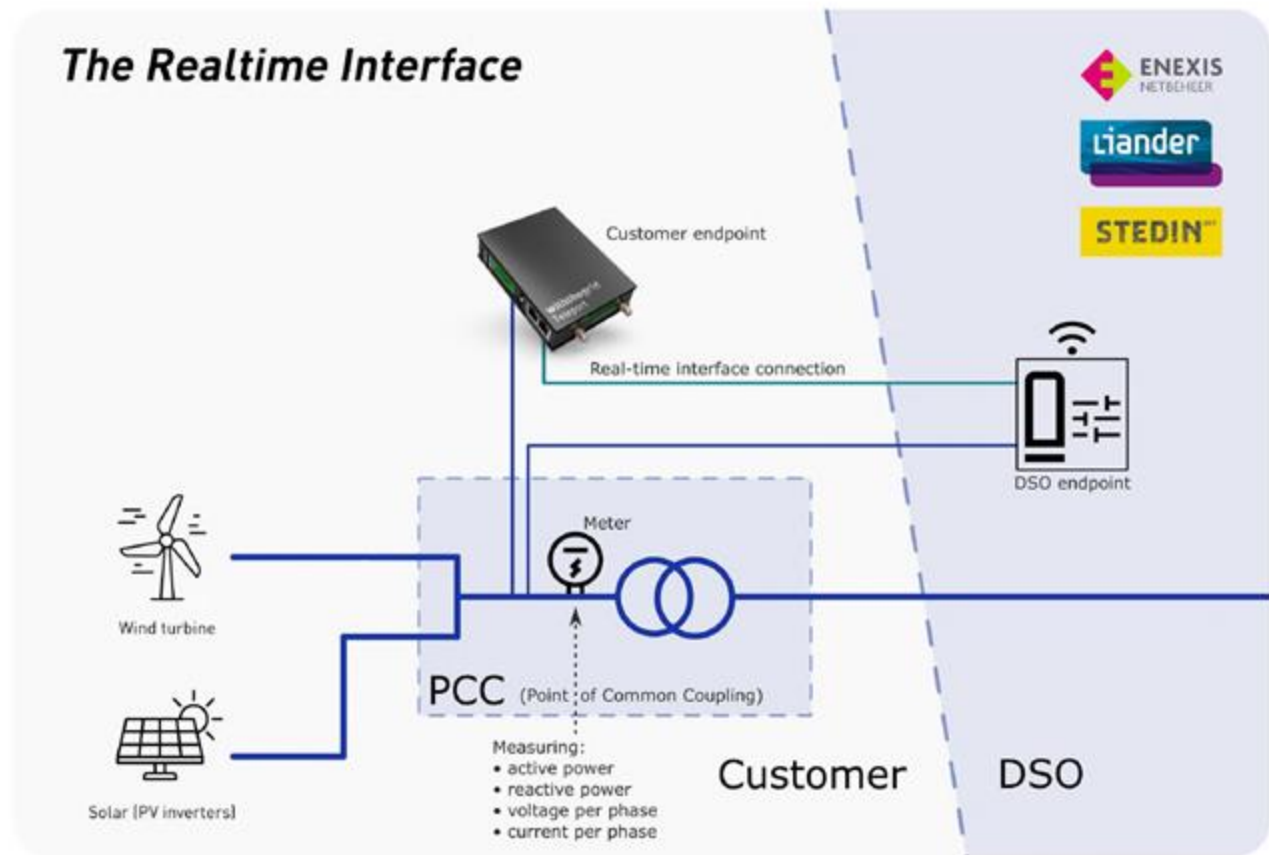 The Realtime Interface
ENEXIS
NETBEHEER
Liander
STEDIN
Customer endpoint
withthegrid
Teleport
Real-time interface connection
DSO endpoint
Meter
Wind turbine
PCC (Point of Common Coupling)
Measuring:
• active power
• reactive power
• voltage per phase
• current per phase
Customer
DSO
Solar (PV inverters)